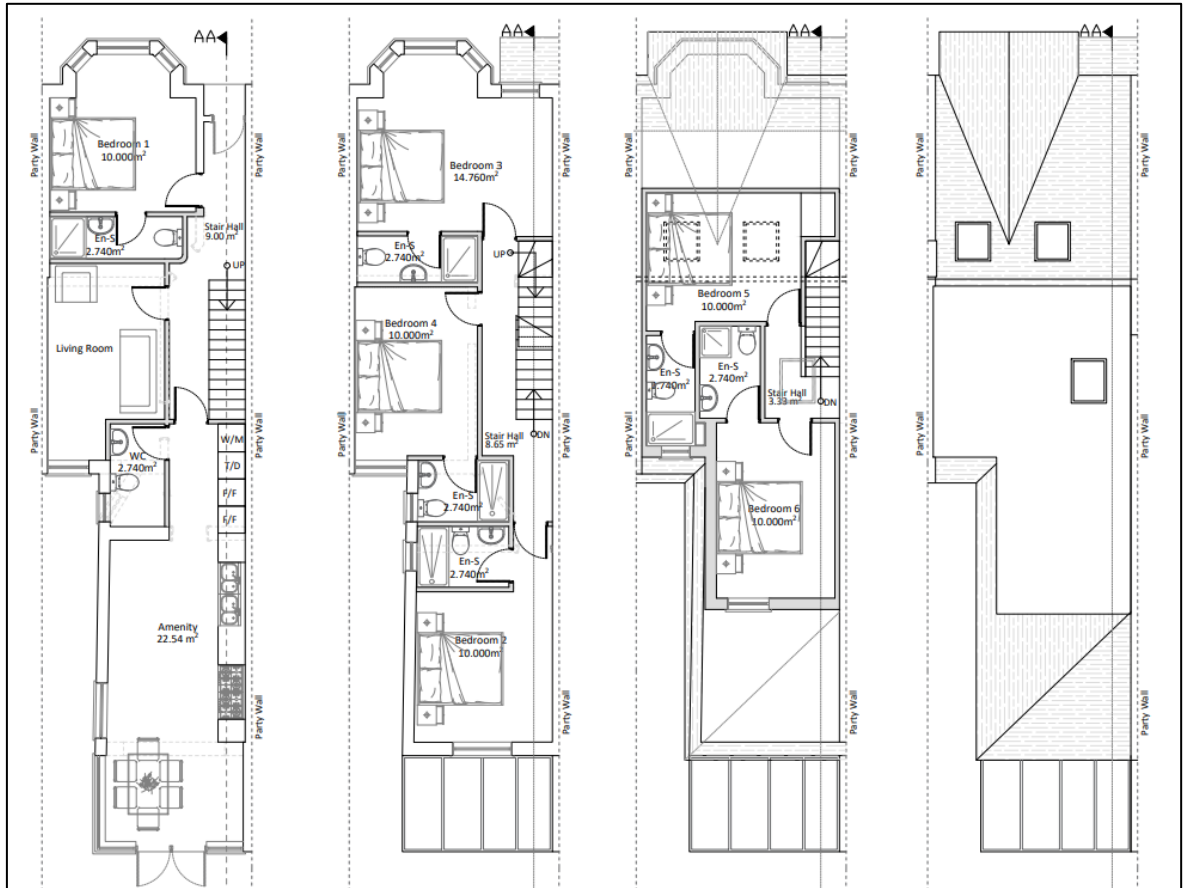 AA
Party Wall
Party Wall
Bedroom 1
10.000m²
En-S
2.740m²
Stair Hall
9.00 m²
UP
Living Room
Party Wall
Party Wall
WC
2.740m²
W/M
T/D
F/F
F/F
Amenity
22.54 m²
Party Wall
AA
Party Wall
Party Wall
Bedroom 3
14.760m²
En-S
2.740m²
UP
Bedroom 4
10.000m²
Party Wall
Party Wall
Stair Hall
8.65 m²
DN
En-S
2.740m²
En-S
2.740m²
Bedroom 2
10.000m²
Party Wall
AA
Party Wall
Party Wall
Bedroom 5
10.000m²
En-S
2.740m²
En-S
2.740m²
Stair Hall
3.33 m²
DN
Party Wall
Party Wall
Bedroom 6
10.000m²
Party Wall
AA
Party Wall
Party Wall
Party Wall
Party Wall
Party Wall